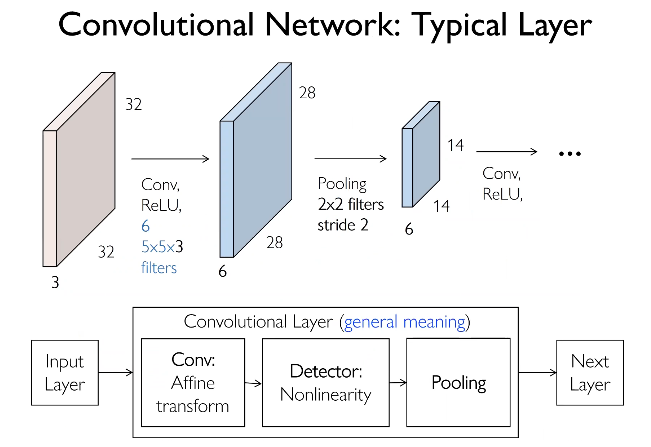 Convolutional Network: Typical Layer
32
32
3
Conv,
ReLU,
6
5x5x3
filters
28
28
6
Pooling
2x2 filters
stride 2
14
14
6
Conv,
ReLU,
...
Convolutional Layer (general meaning)
Input
Layer
Conv:
Affine
transform
Detector:
Nonlinearity
Pooling
Next
Layer